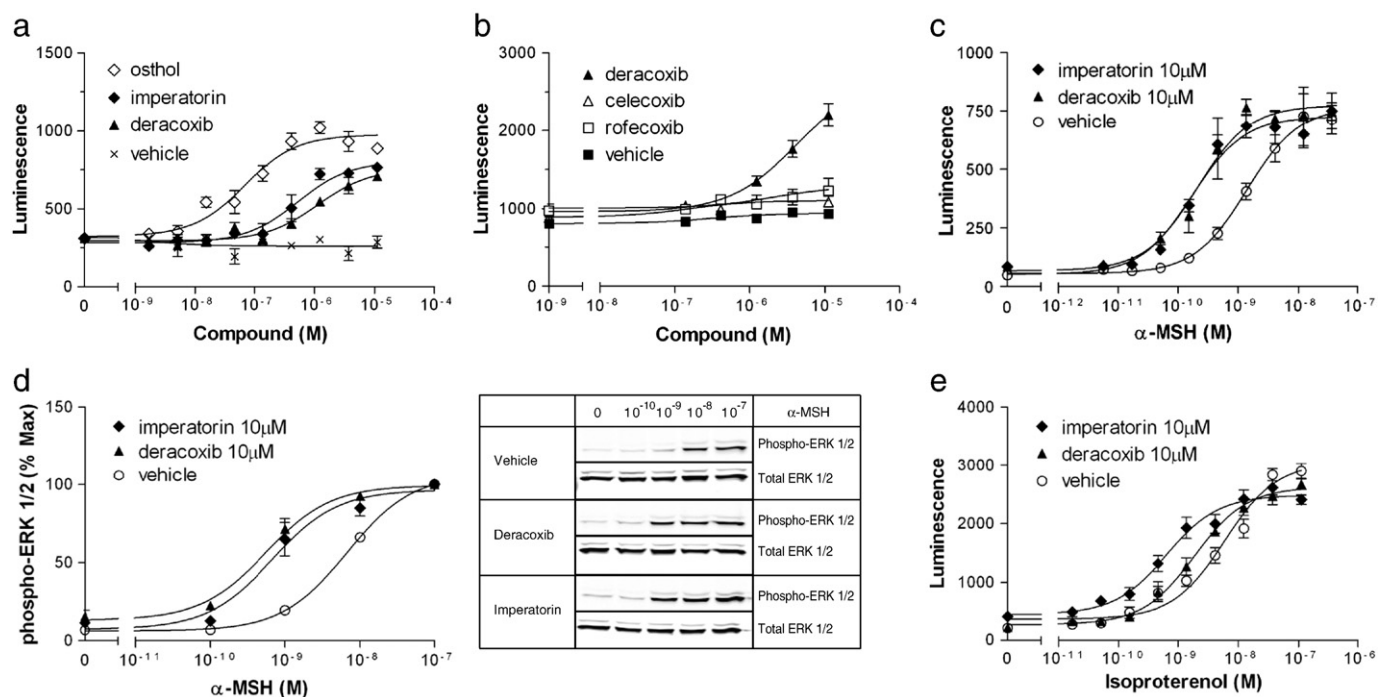 a
1500
1000
500
0
Luminescence
osthol
imperatorin
deracoxib
vehicle
0 10⁻⁹ 10⁻⁸ 10⁻⁷ 10⁻⁶ 10⁻⁵ 10⁻⁴
Compound (M)
b
3000
2000
1000
0
Luminescence
deracoxib
celecoxib
rofecoxib
vehicle
10⁻⁹ 10⁻⁸ 10⁻⁷ 10⁻⁶ 10⁻⁵ 10⁻⁴
Compound (M)
c
1000
750
500
250
0
Luminescence
imperatorin 10μM
deracoxib 10μM
vehicle
0 10⁻¹² 10⁻¹¹ 10⁻¹⁰ 10⁻⁹ 10⁻⁸ 10⁻⁷
α-MSH (M)
d
150
100
50
0
phospho-ERK 1/2 (% Max)
imperatorin 10μM
deracoxib 10μM
vehicle
0 10⁻¹¹ 10⁻¹⁰ 10⁻⁹ 10⁻⁸ 10⁻⁷
α-MSH (M)
0 10⁻¹⁰ 10⁻⁹ 10⁻⁸ 10⁻⁷ α-MSH
Vehicle
Phospho-ERK 1/2
Total ERK 1/2
Deracoxib
Phospho-ERK 1/2
Total ERK 1/2
Imperatorin
Phospho-ERK 1/2
Total ERK 1/2
e
4000
3000
2000
1000
0
Luminescence
imperatorin 10μM
deracoxib 10μM
vehicle
0 10⁻¹¹ 10⁻¹⁰ 10⁻⁹ 10⁻⁸ 10⁻⁷ 10⁻⁶
Isoproterenol (M)